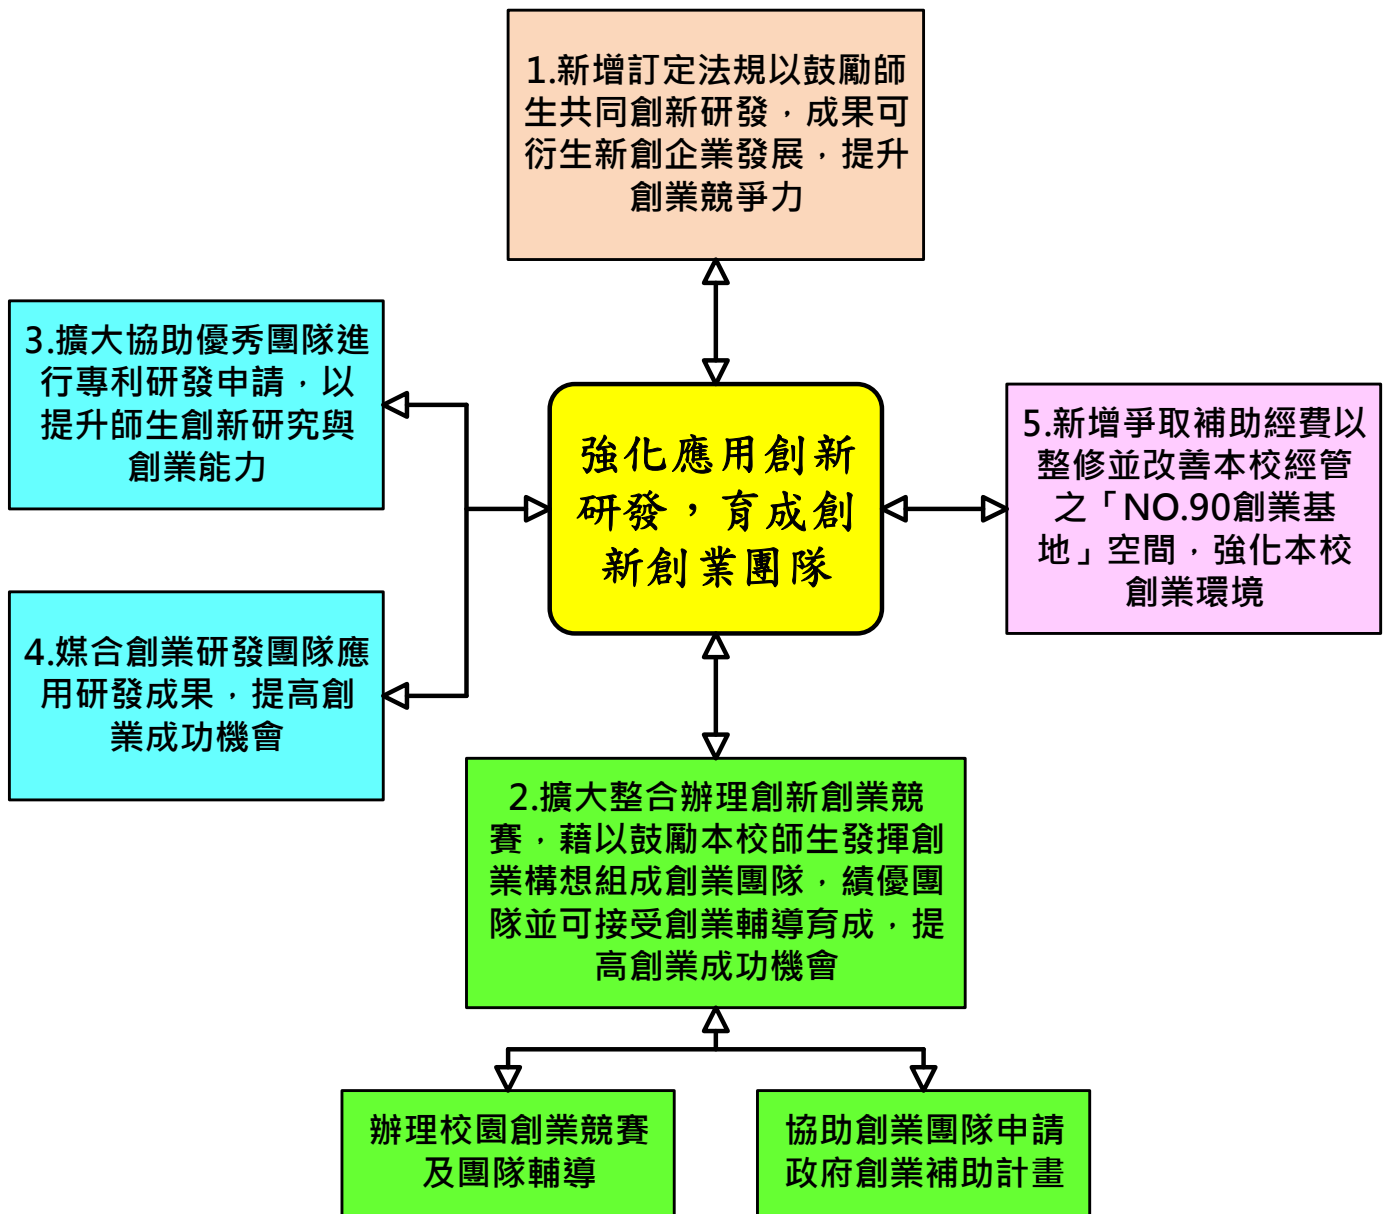 1.新增訂定法規以鼓勵師
生共同創新研發，成果可
衍生新創企業發展，提升
創業競爭力
3.擴大協助優秀團隊進
行專利研發申請，以
提升師生創新研究與
創業能力
強化應用創新
研發，育成創
新創業團隊
5.新增爭取補助經費以
整修並改善本校經管
之「NO.90創業基
地」空間，強化本校
創業環境
4.媒合創業研發團隊應
用研發成果，提高創
業成功機會
2.擴大整合辦理創新創業競
賽，藉以鼓勵本校師生發揮創
業構想組成創業團隊，績優團
隊並可接受創業輔導育成，提
高創業成功機會
辦理校園創業競賽
及團隊輔導
協助創業團隊申請
政府創業補助計畫